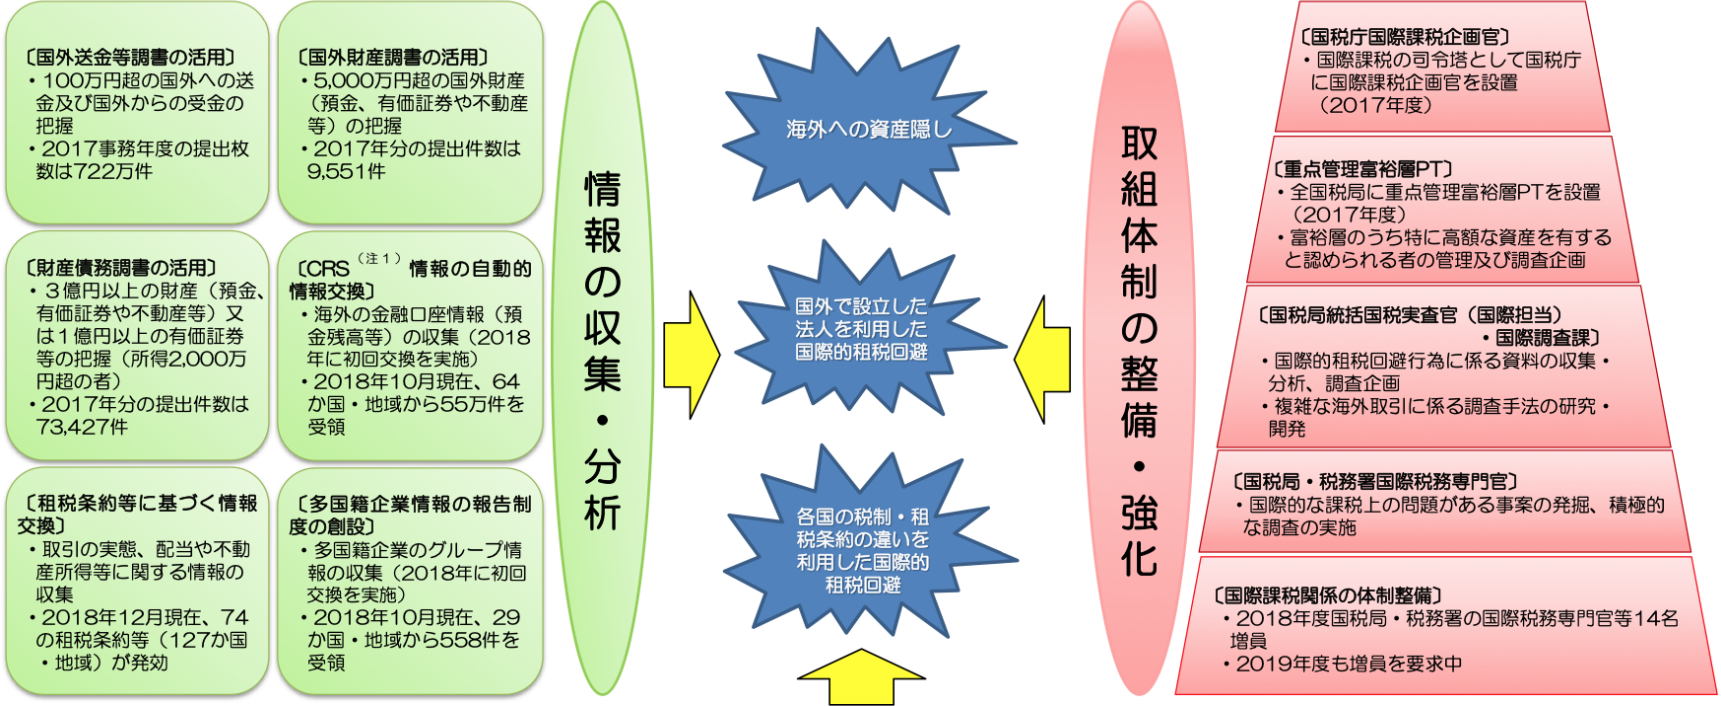 〔国外送金等調書の活用〕
・100万円超の国外への送
金及び国外からの受金の
把握
・2017事務年度の提出枚
数は722万件
〔国外財産調書の活用〕
・5,000万円超の国外財産
（預金、有価証券や不動産
等）の把握
・2017年分の提出件数は
9,551件
〔財産債務調書の活用〕
・３億円以上の財産（預金、
有価証券や不動産等）又
は１億円以上の有価証券
等の把握（所得2,000万
円超の者）
・2017年分の提出件数は
73,427件
〔CRS（注１）情報の自動的
情報交換〕
・海外の金融口座情報（預
金残高等）の収集（2018
年に初回交換を実施）
・2018年10月現在、64
か国・地域から55万件を
受領
〔租税条約等に基づく情報
交換〕
・取引の実態、配当や不動
産所得等に関する情報の
収集
・2018年12月現在、74
の租税条約等（127か国
・地域）が発効
〔多国籍企業情報の報告制
度の創設〕
・多国籍企業のグループ情
報の収集（2018年に初回
交換を実施）
・2018年10月現在、29
か国・地域から558件を
受領
情報の収集・分析
海外への資産隠し
国外で設立した
法人を利用した
国際的租税回避
各国の税制・租
税条約の違いを
利用した国際的
租税回避
取組体制の整備・強化
〔国税庁国際課税企画官〕
・国際課税の司令塔として国税庁
に国際課税企画官を設置
（2017年度）
〔重点管理富裕層PT〕
・全国税局に重点管理富裕層PTを設置
（2017年度）
・富裕層のうち特に高額な資産を有する
と認められる者の管理及び調査企画
〔国税局統括国税実査官（国際担当）
・国際調査課〕
・国際的租税回避行為に係る資料の収集・
分析、調査企画
・複雑な海外取引に係る調査手法の研究・
開発
〔国税局・税務署国際税務専門官〕
・国際的な課税上の問題がある事案の発掘、積極的
な調査の実施
〔国際課税関係の体制整備〕
・2018年度国税局・税務署の国際税務専門官等14名
増員
・2019年度も増員を要求中